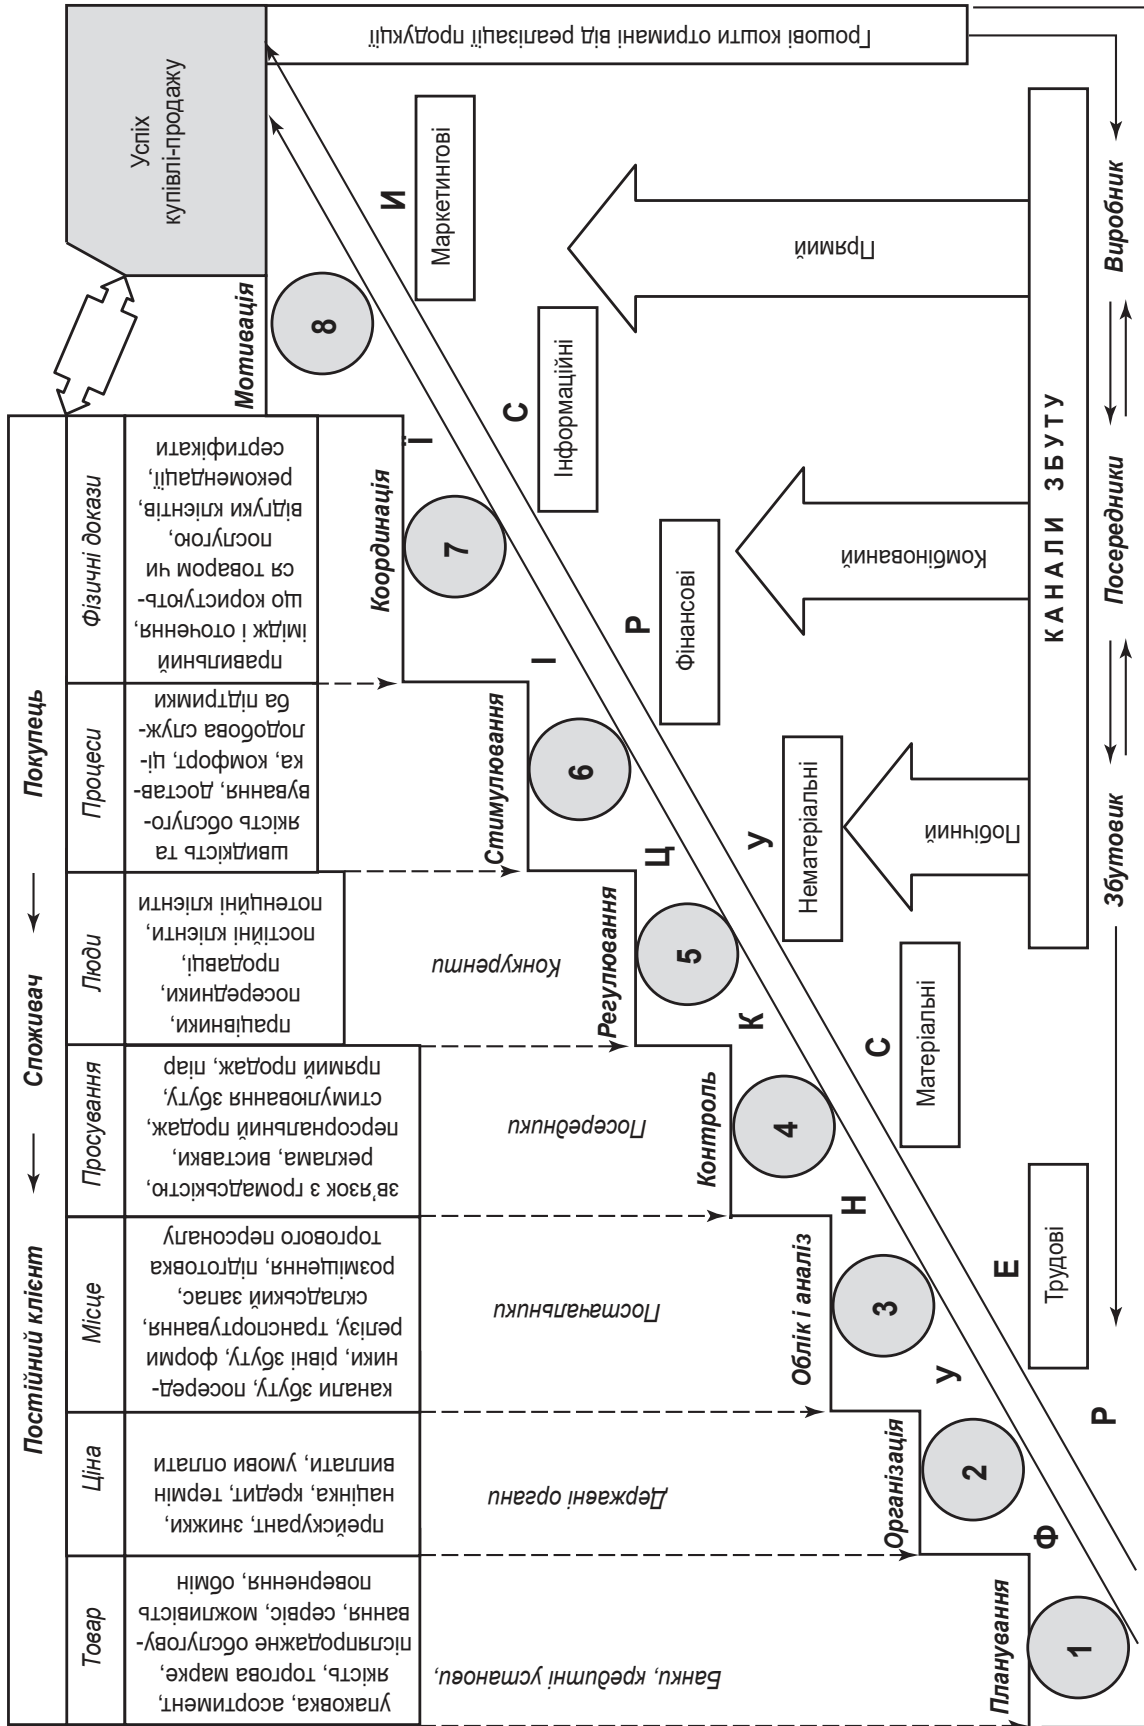 Постійний клієнт
Споживач
Покупець
Товар
Ціна
Місце
Просування
Люди
Процеси
Фізичні докази
упаковка, асортимент,
якість, торгова марке,
післяпродажне обслугову-
вання, сервіс, можливість
повернення, обмін
прейскурант, знижки,
націнка, кредит, термін
виплати, умови оплати
канали збуту, посеред-
ники, рівні збуту, форми
релізу, транспортування,
складський запас,
розміщення, підготовка
торгового персоналу
зв’язок з громадськістю,
реклама, виставки,
персорнальний продаж,
стимулювання збуту,
прямий продаж, піар
працівники,
посередники,
продавці,
постійні клієнти,
потенційні клієнти
швидкість та
якість обслуго-
вування, достав-
ка, комфорт, ці-
лодобова служ-
ба підтримки
правильний
імідж і оточення,
що користують-
ся товаром чи
послугою,
відгуки клієнтів,
рекомендації,
сертифікати
Успіх
купівлі-продажу
Банки, кредитні установи,
Державні органи
Постачальники
Посередники
Конкуренти
Планування
Організація
Облік і аналіз
Контроль
Регулювання
Стимулювання
Координація
Мотивація
1
2
3
4
5
6
7
8
Ф У Н К Ц І Ї
Р Е С У Р С И
Трудові
Матеріальні
Нематеріальні
Фінансові
Інформаційні
Маркетингові
Грошові кошти отримані від реалізації продукції
Побічний
Комбінований
Прямий
КАНАЛИ ЗБУТУ
Збутовик
Посередники
Виробник